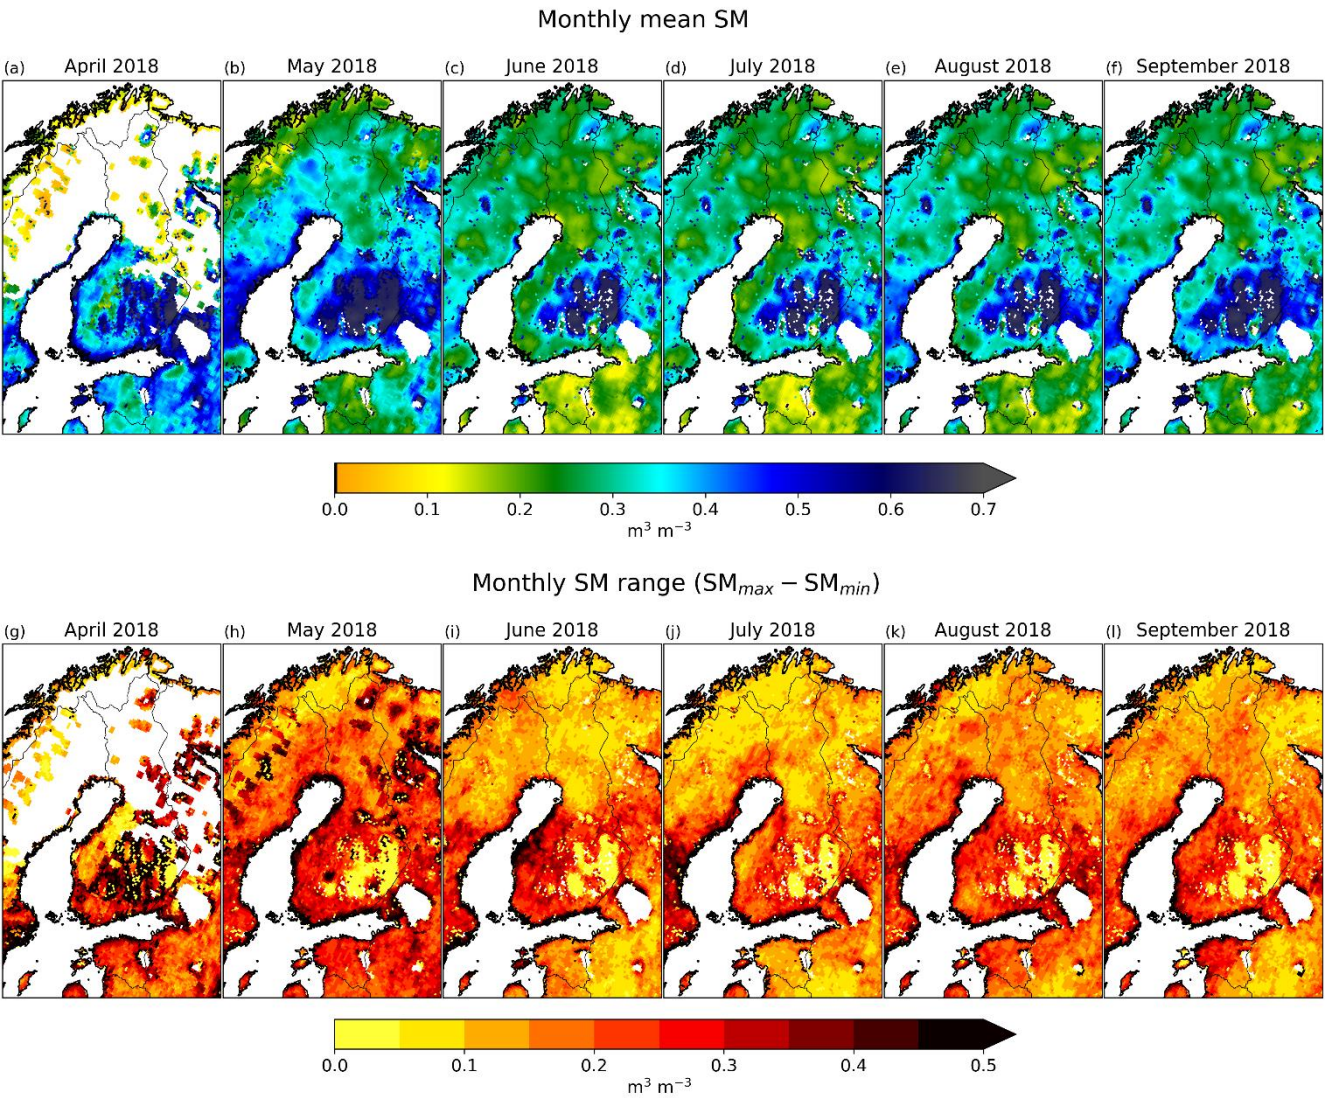 Monthly mean SM
(a) April 2018 (b) May 2018 (c) June 2018 (d) July 2018 (e) August 2018 (f) September 2018
0.0 0.1 0.2 0.3 0.4 0.5 0.6 0.7
m³ m⁻³
Monthly SM range (SMmax − SMmin)
(g) April 2018 (h) May 2018 (i) June 2018 (j) July 2018 (k) August 2018 (l) September 2018
0.0 0.1 0.2 0.3 0.4 0.5
m³ m⁻³